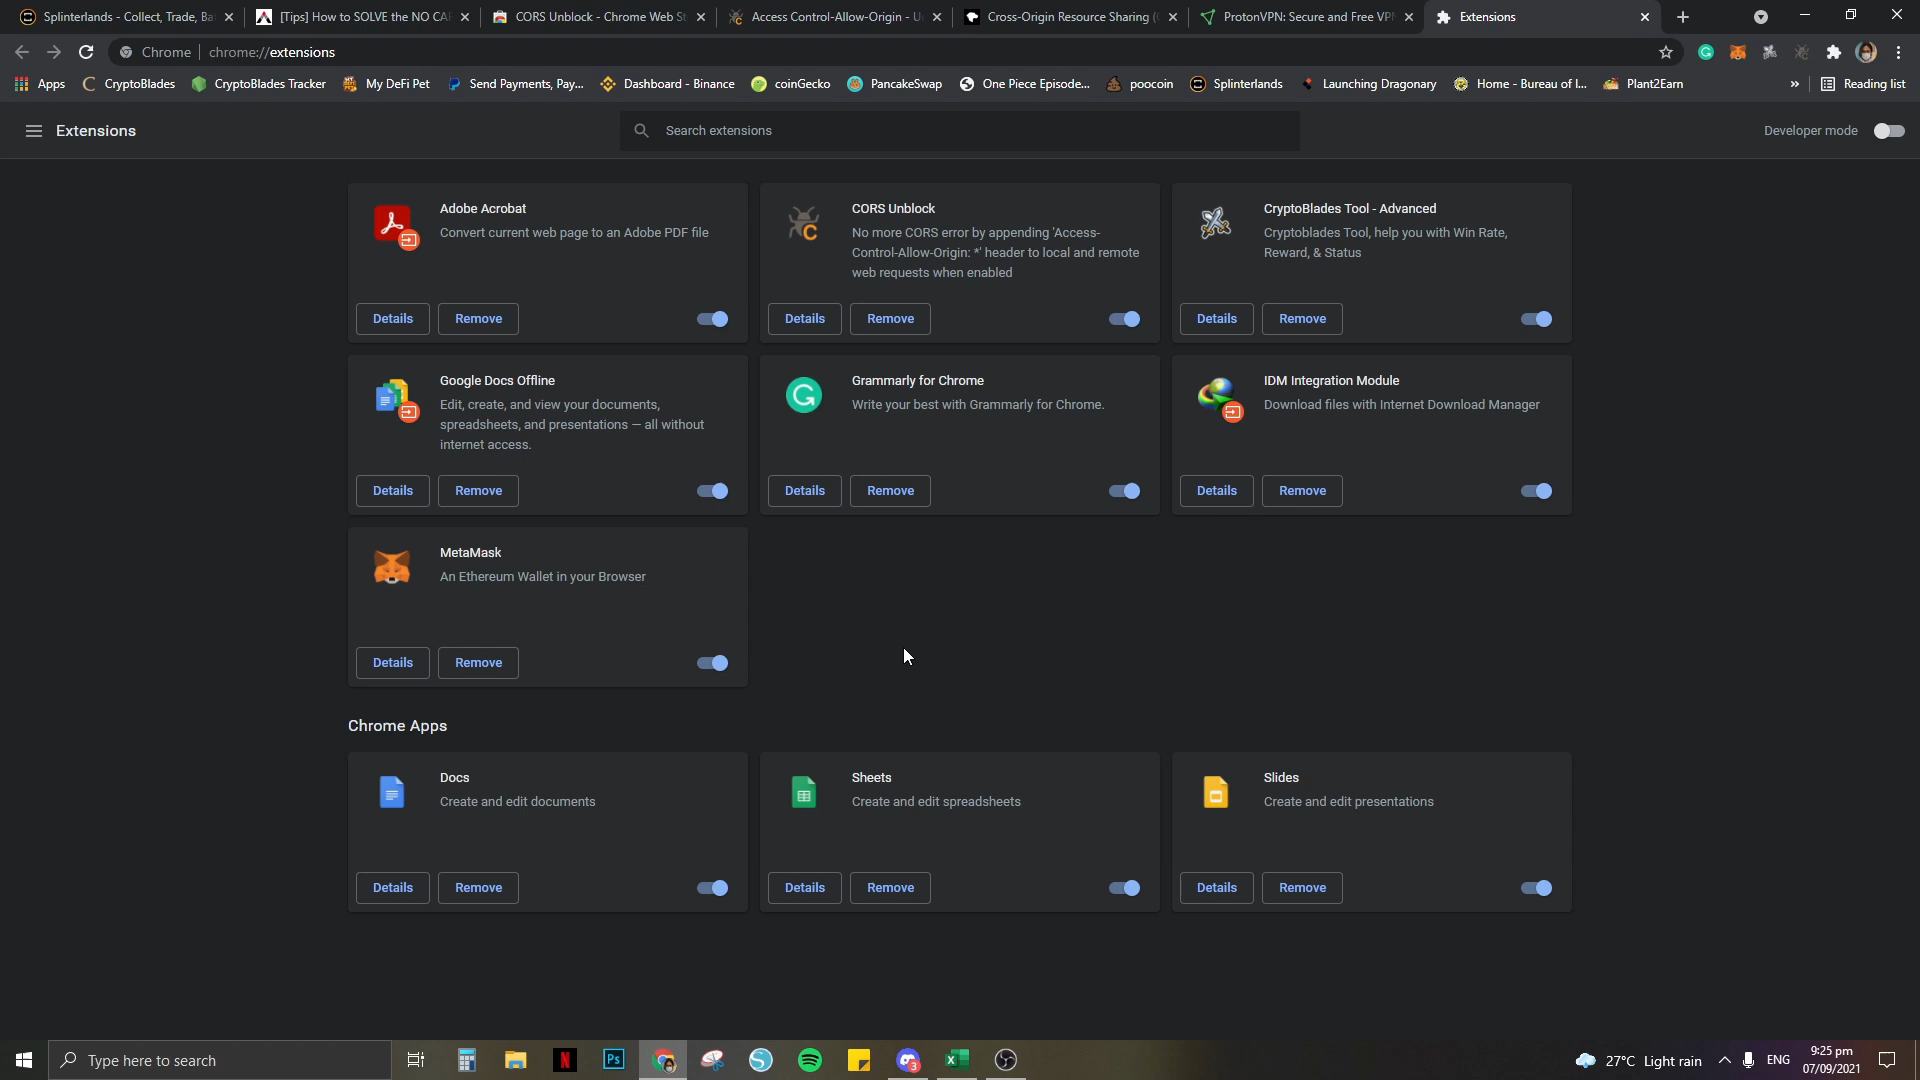 Splinterlands - Collect, Trade, Ba
[Tips] How to SOLVE the NO CA
CORS Unblock - Chrome Web St
Access Control-Allow-Origin - U
Cross-Origin Resource Sharing (
ProtonVPN: Secure and Free VP
Extensions
Chrome | chrome://extensions
Apps
CryptoBlades
CryptoBlades Tracker
My DeFi Pet
Send Payments, Pay...
Dashboard - Binance
coinGecko
PancakeSwap
One Piece Episode...
poocoin
Splinterlands
Launching Dragonary
Home - Bureau of I...
Plant2Earn
»
Reading list
Extensions
Search extensions
Developer mode
Adobe Acrobat
Convert current web page to an Adobe PDF file
Details
Remove
CORS Unblock
No more CORS error by appending 'Access-
Control-Allow-Origin: *' header to local and remote
web requests when enabled
Details
Remove
CryptoBlades Tool - Advanced
Cryptoblades Tool, help you with Win Rate,
Reward, & Status
Details
Remove
Google Docs Offline
Edit, create, and view your documents,
spreadsheets, and presentations — all without
internet access.
Details
Remove
Grammarly for Chrome
Write your best with Grammarly for Chrome.
Details
Remove
IDM Integration Module
Download files with Internet Download Manager
Details
Remove
MetaMask
An Ethereum Wallet in your Browser
Details
Remove
Chrome Apps
Docs
Create and edit documents
Details
Remove
Sheets
Create and edit spreadsheets
Details
Remove
Slides
Create and edit presentations
Details
Remove
Type here to search
N
Ps
3
27°C Light rain
ENG
9:25 pm
07/09/2021